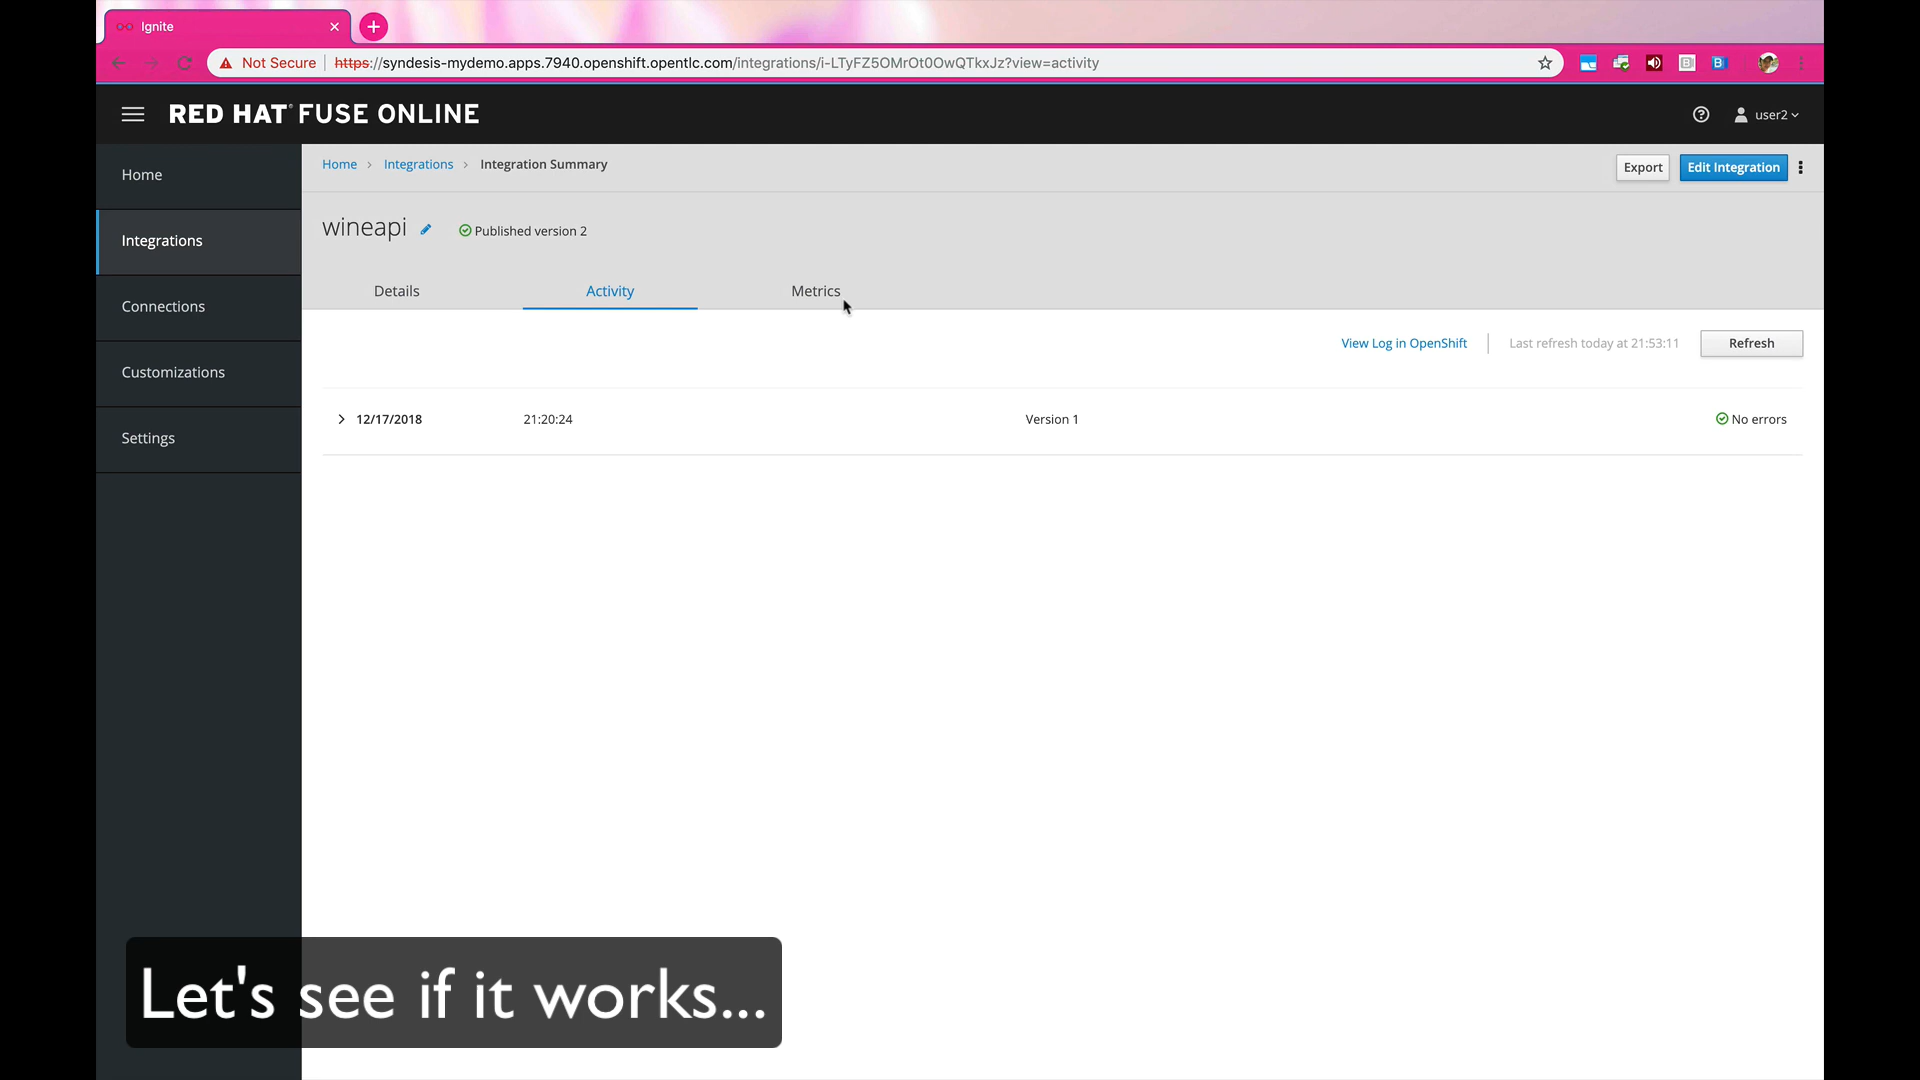 Ignite
Not Secure | https://syndesis-mydemo.apps.7940.openshift.opentlc.com/integrations/i-LTyFZ5OMrOt0OwQTkxJz?view=activity
RED HAT® FUSE ONLINE
user2
Home
Integrations
Connections
Customizations
Settings
Home > Integrations > Integration Summary
Export
Edit Integration
wineapi
Published version 2
Details
Activity
Metrics
View Log in OpenShift
Last refresh today at 21:53:11
Refresh
12/17/2018 21:20:24 Version 1 No errors
Let's see if it works...